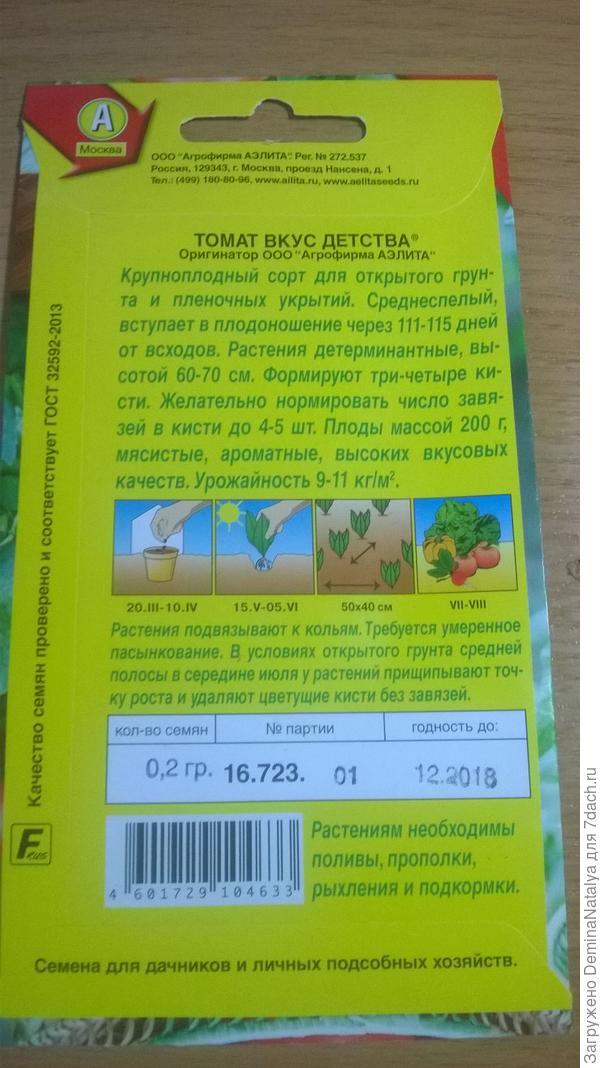 А
Москва
ООО "Агрофирма АЭЛИТА". Рег. № 272.537
Россия, 129343, г. Москва, проезд Нансена, д. 1
Тел.: (499) 180-80-96, www.ailita.ru, www.aelitaseeds.ru
ТОМАТ ВКУС ДЕТСТВА®
Оригинатор ООО "Агрофирма АЭЛИТА"
Крупноплодный сорт для открытого грун-
та и пленочных укрытий. Среднеспелый,
вступает в плодоношение через 111-115 дней
от всходов. Растения детерминантные, вы-
сотой 60-70 см. Формируют три-четыре ки-
сти. Желательно нормировать число завя-
зей в кисти до 4-5 шт. Плоды массой 200 г,
мясистые, ароматные, высоких вкусовых
качеств. Урожайность 9-11 кг/м².
20.III-10.IV 15.V-05.VI 50x40 см VII-VIII
Растения подвязывают к кольям. Требуется умеренное
пасынкование. В условиях открытого грунта средней
полосы в середине июля у растений прищипывают точ-
ку роста и удаляют цветущие кисти без завязей.
кол-во семян № партии годность до:
0,2 гр. 16.723. 01 12.2018
4 601729 104633
Растениям необходимы
поливы, прополки,
рыхления и подкормки.
Семена для дачников и личных подсобных хозяйств.
Качество семян проверено и соответствует ГОСТ 32592-2013
Загружено DeminaNatalya для 7dach.ru